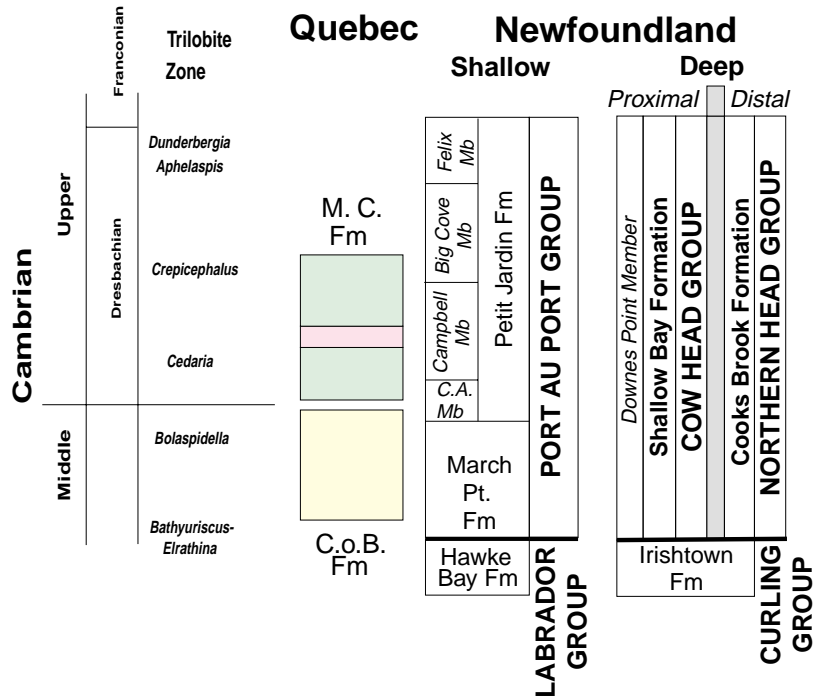 Quebec
Newfoundland
Trilobite
Zone
Shallow
Deep
Proximal
Distal
Cambrian
Upper
Middle
Franconian
Dresbachian
Dunderbergia
Aphelaspis
Crepicephalus
Cedaria
Bolaspidella
Bathyuriscus-
Elrathina
M. C.
Fm
C.o.B.
Fm
Felix
Mb
Big Cove
Mb
Campbell
Mb
C.A.
Mb
Petit Jardin Fm
March
Pt.
Fm
PORT AU PORT GROUP
Hawke
Bay Fm
LABRADOR
GROUP
Downes Point Member
Shallow Bay Formation
COW HEAD GROUP
Cooks Brook Formation
NORTHERN HEAD GROUP
Irishtown
Fm
CURLING
GROUP